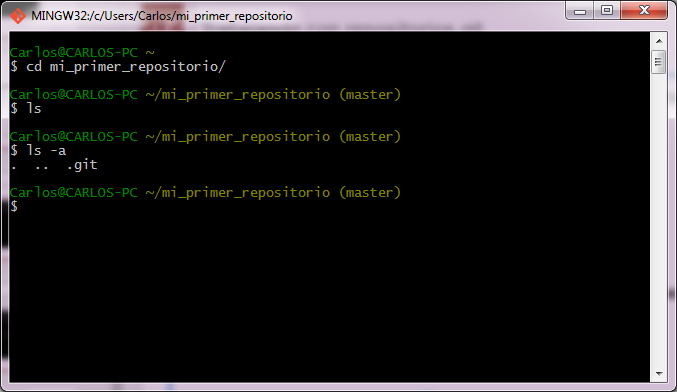 MINGW32:/c/Users/Carlos/mi_primer_repositorio
Carlos@CARLOS-PC ~
$ cd mi_primer_repositorio/
Carlos@CARLOS-PC ~/mi_primer_repositorio (master)
$ ls
Carlos@CARLOS-PC ~/mi_primer_repositorio (master)
$ ls -a
.  ..  .git
Carlos@CARLOS-PC ~/mi_primer_repositorio (master)
$